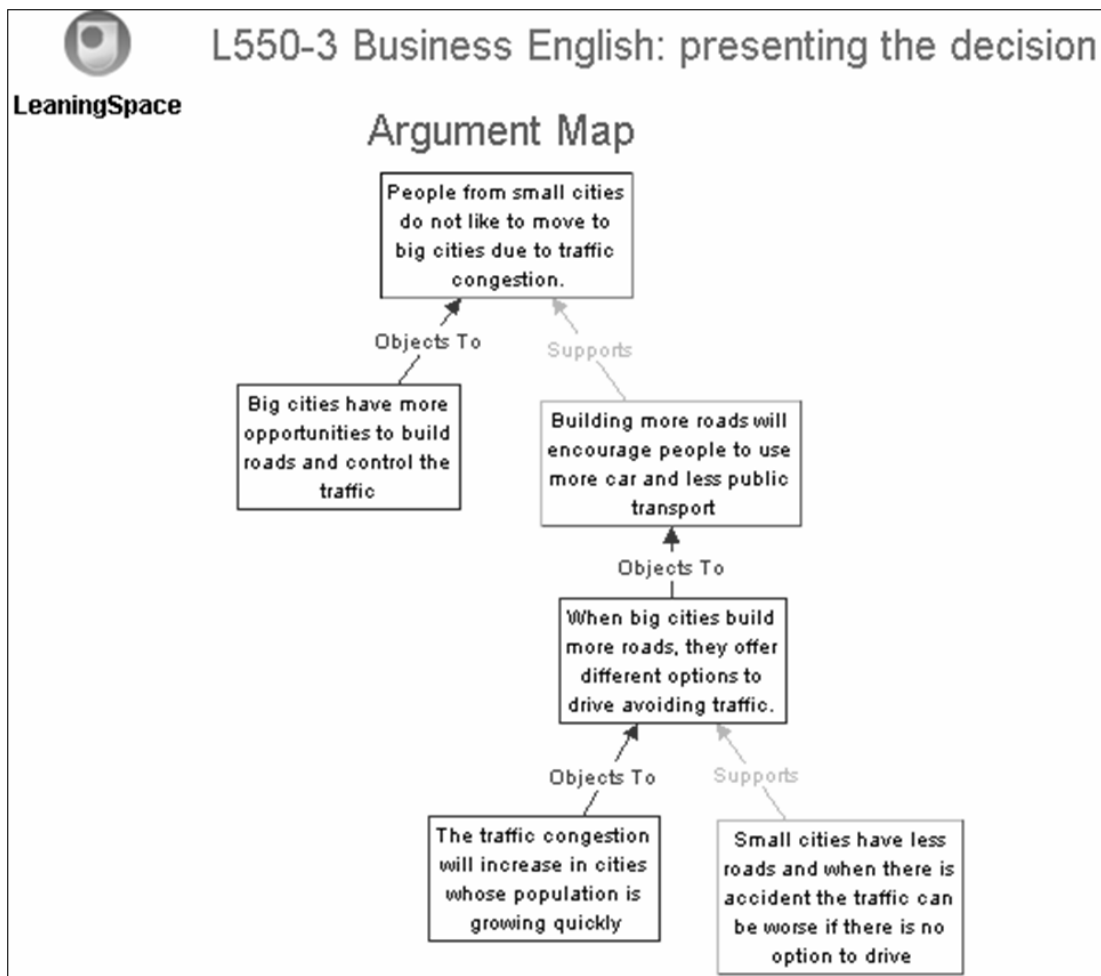 L550-3 Business English: presenting the decision
LeaningSpace
Argument Map
People from small cities
do not like to move to
big cities due to traffic
congestion.
Objects To
Supports
Big cities have more
opportunities to build
roads and control the
traffic
Building more roads will
encourage people to use
more car and less public
transport
Objects To
When big cities build
more roads, they offer
different options to
drive avoiding traffic.
Objects To
Supports
The traffic congestion
will increase in cities
whose population is
growing quickly
Small cities have less
roads and when there is
accident the traffic can
be worse if there is no
option to drive